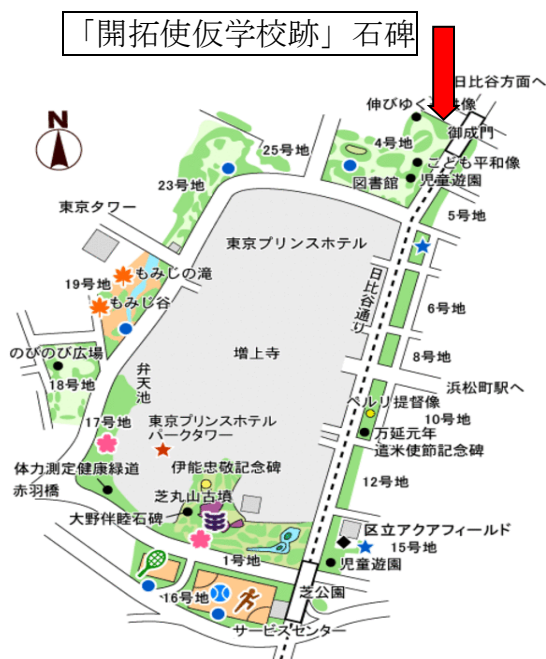 「開拓使仮学校跡」石碑
N
日比谷方面へ
伸びゆく
像
御成門
4号地
25号地
こども平和像
図書館
児童遊園
23号地
5号地
東京タワー
東京プリンスホテル
もみじの滝
19号地
日比谷通り
もみじ谷
6号地
のびのび広場
増上寺
8号地
18号地
弁天池
浜松町駅へ
ペルリ提督像
17号地
東京プリンスホテル
パークタワー
10号地
万延元年
遣米使節記念碑
体力測定健康緑道
伊能忠敬記念碑
赤羽橋
芝丸山古墳
12号地
大野伴睦石碑
区立アクアフィールド
15号地
1号地
児童遊園
16号地
芝公園
サービスセンター